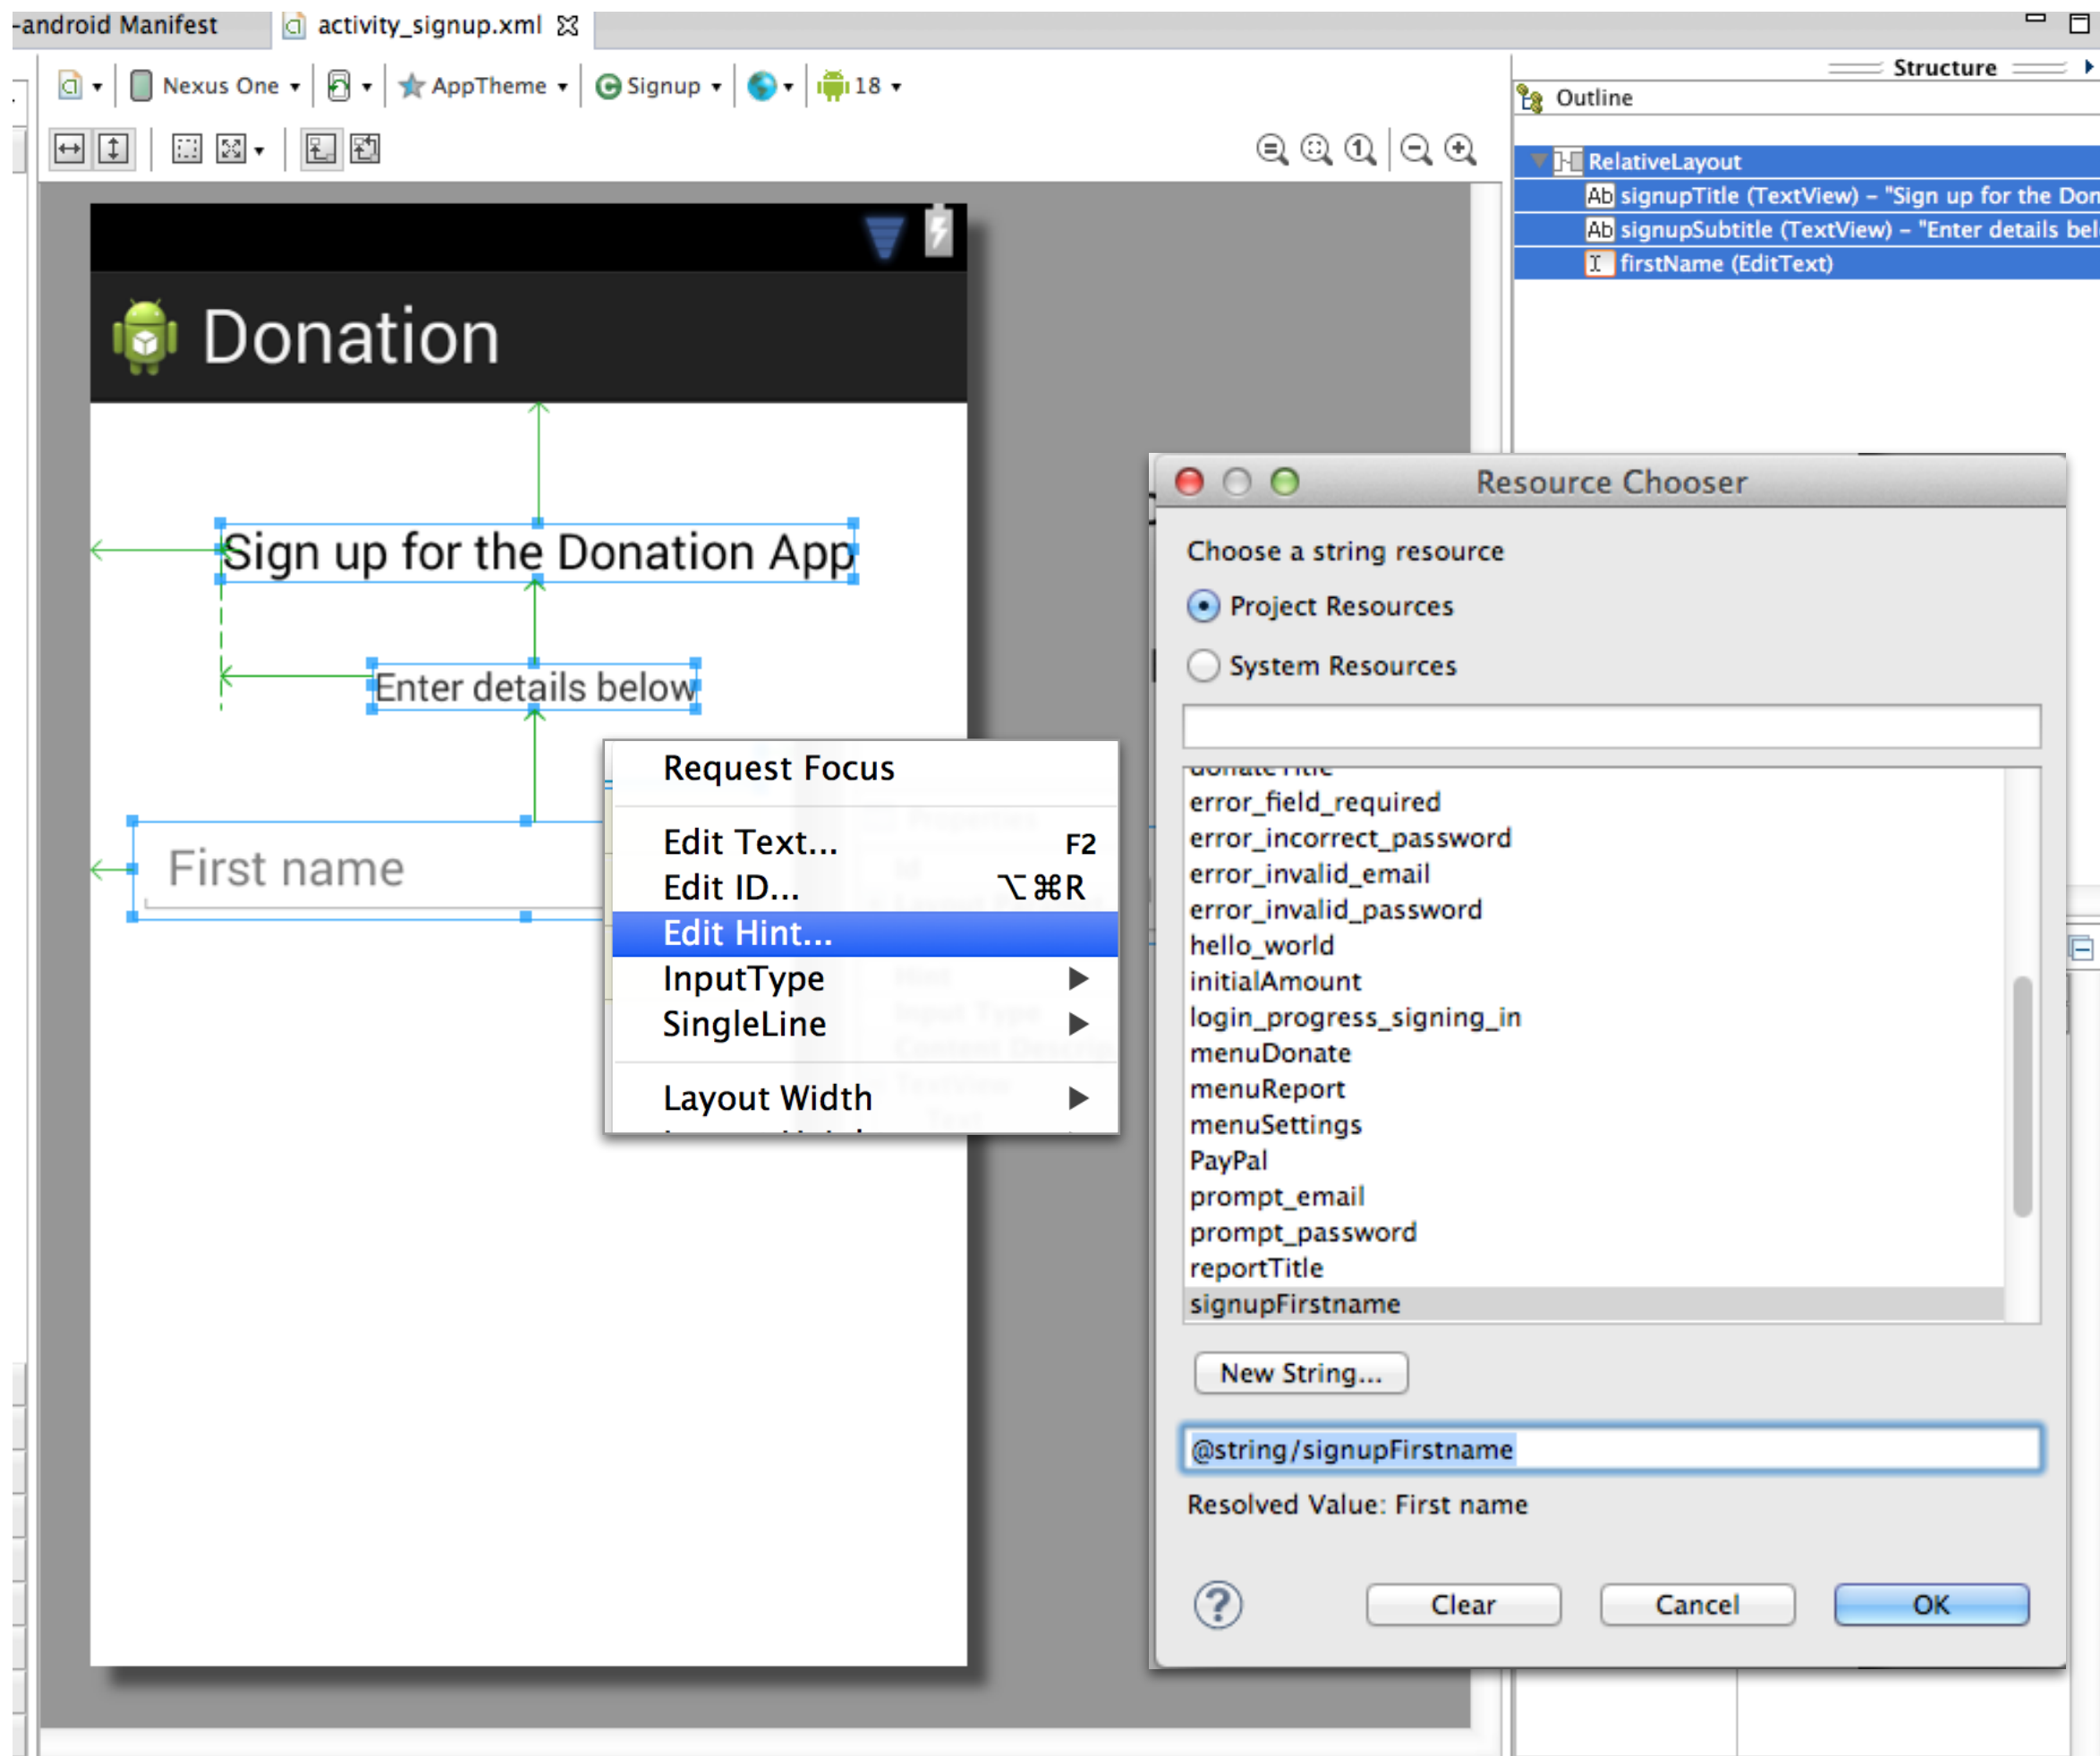 -android Manifest
activity_signup.xml
Nexus One
AppTheme
Signup
18
Structure
Outline
RelativeLayout
Ab signupTitle (TextView) – "Sign up for the Don
Ab signupSubtitle (TextView) – "Enter details bel
I firstName (EditText)
Donation
Sign up for the Donation App
Enter details below
First name
Request Focus
Edit Text... F2
Edit ID... ⌥⌘R
Edit Hint...
InputType
SingleLine
Layout Width
Resource Chooser
Choose a string resource
Project Resources
System Resources
donateTitle
error_field_required
error_incorrect_password
error_invalid_email
error_invalid_password
hello_world
initialAmount
login_progress_signing_in
menuDonate
menuReport
menuSettings
PayPal
prompt_email
prompt_password
reportTitle
signupFirstname
New String...
@string/signupFirstname
Resolved Value: First name
?
Clear
Cancel
OK